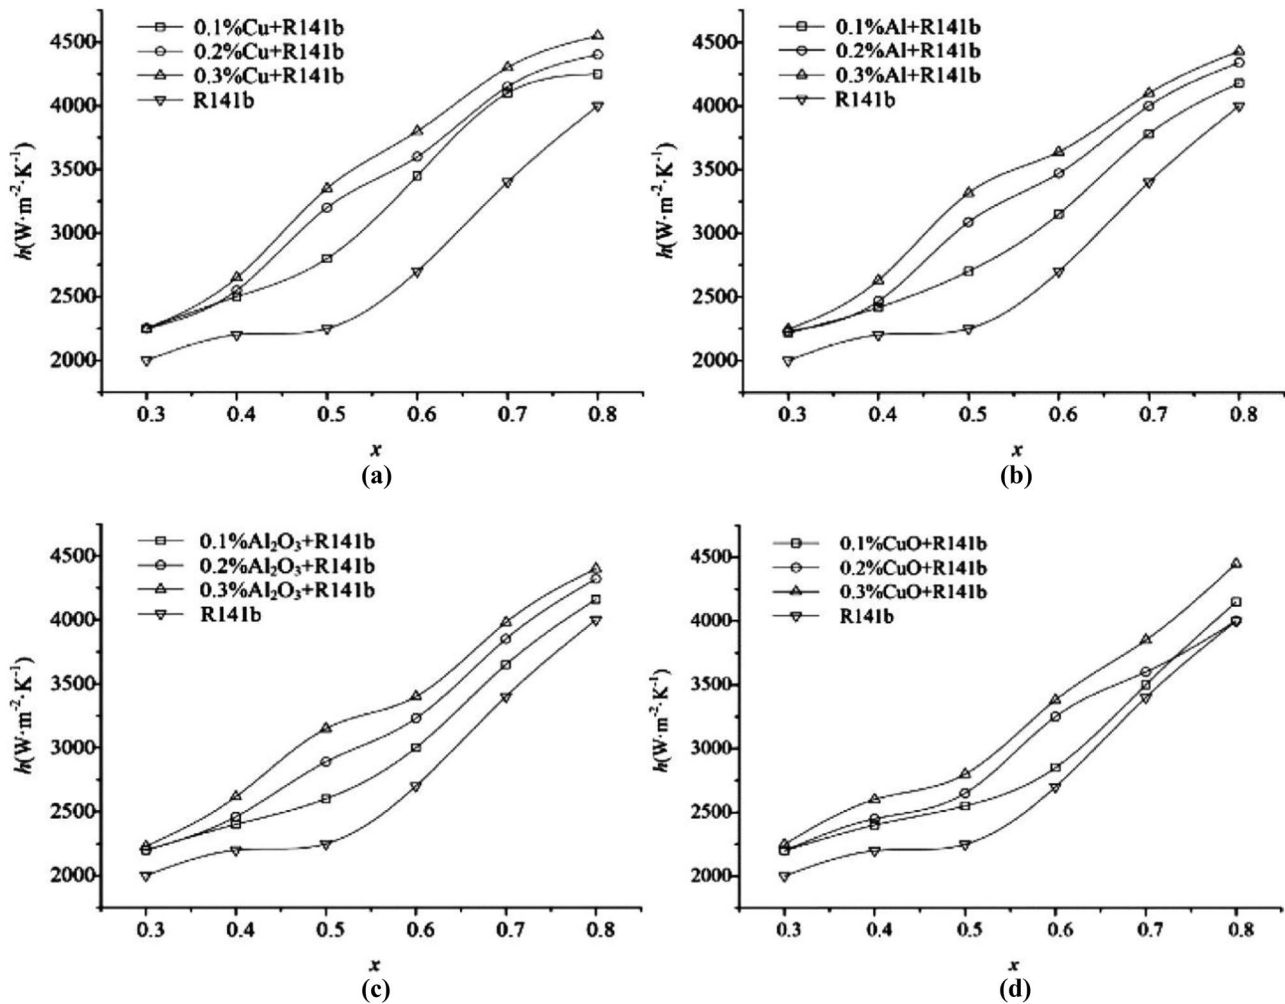 0.1%Cu+R141b
0.2%Cu+R141b
0.3%Cu+R141b
R141b
4500
4000
3500
3000
2500
2000
h(W·m⁻²·K⁻¹)
0.3 0.4 0.5 0.6 0.7 0.8
x
(a)
0.1%Al+R141b
0.2%Al+R141b
0.3%Al+R141b
R141b
4500
4000
3500
3000
2500
2000
h(W·m⁻²·K⁻¹)
0.3 0.4 0.5 0.6 0.7 0.8
x
(b)
0.1%Al₂O₃+R141b
0.2%Al₂O₃+R141b
0.3%Al₂O₃+R141b
R141b
4500
4000
3500
3000
2500
2000
h(W·m⁻²·K⁻¹)
0.3 0.4 0.5 0.6 0.7 0.8
x
(c)
0.1%CuO+R141b
0.2%CuO+R141b
0.3%CuO+R141b
R141b
4500
4000
3500
3000
2500
2000
h(W·m⁻²·K⁻¹)
0.3 0.4 0.5 0.6 0.7 0.8
x
(d)